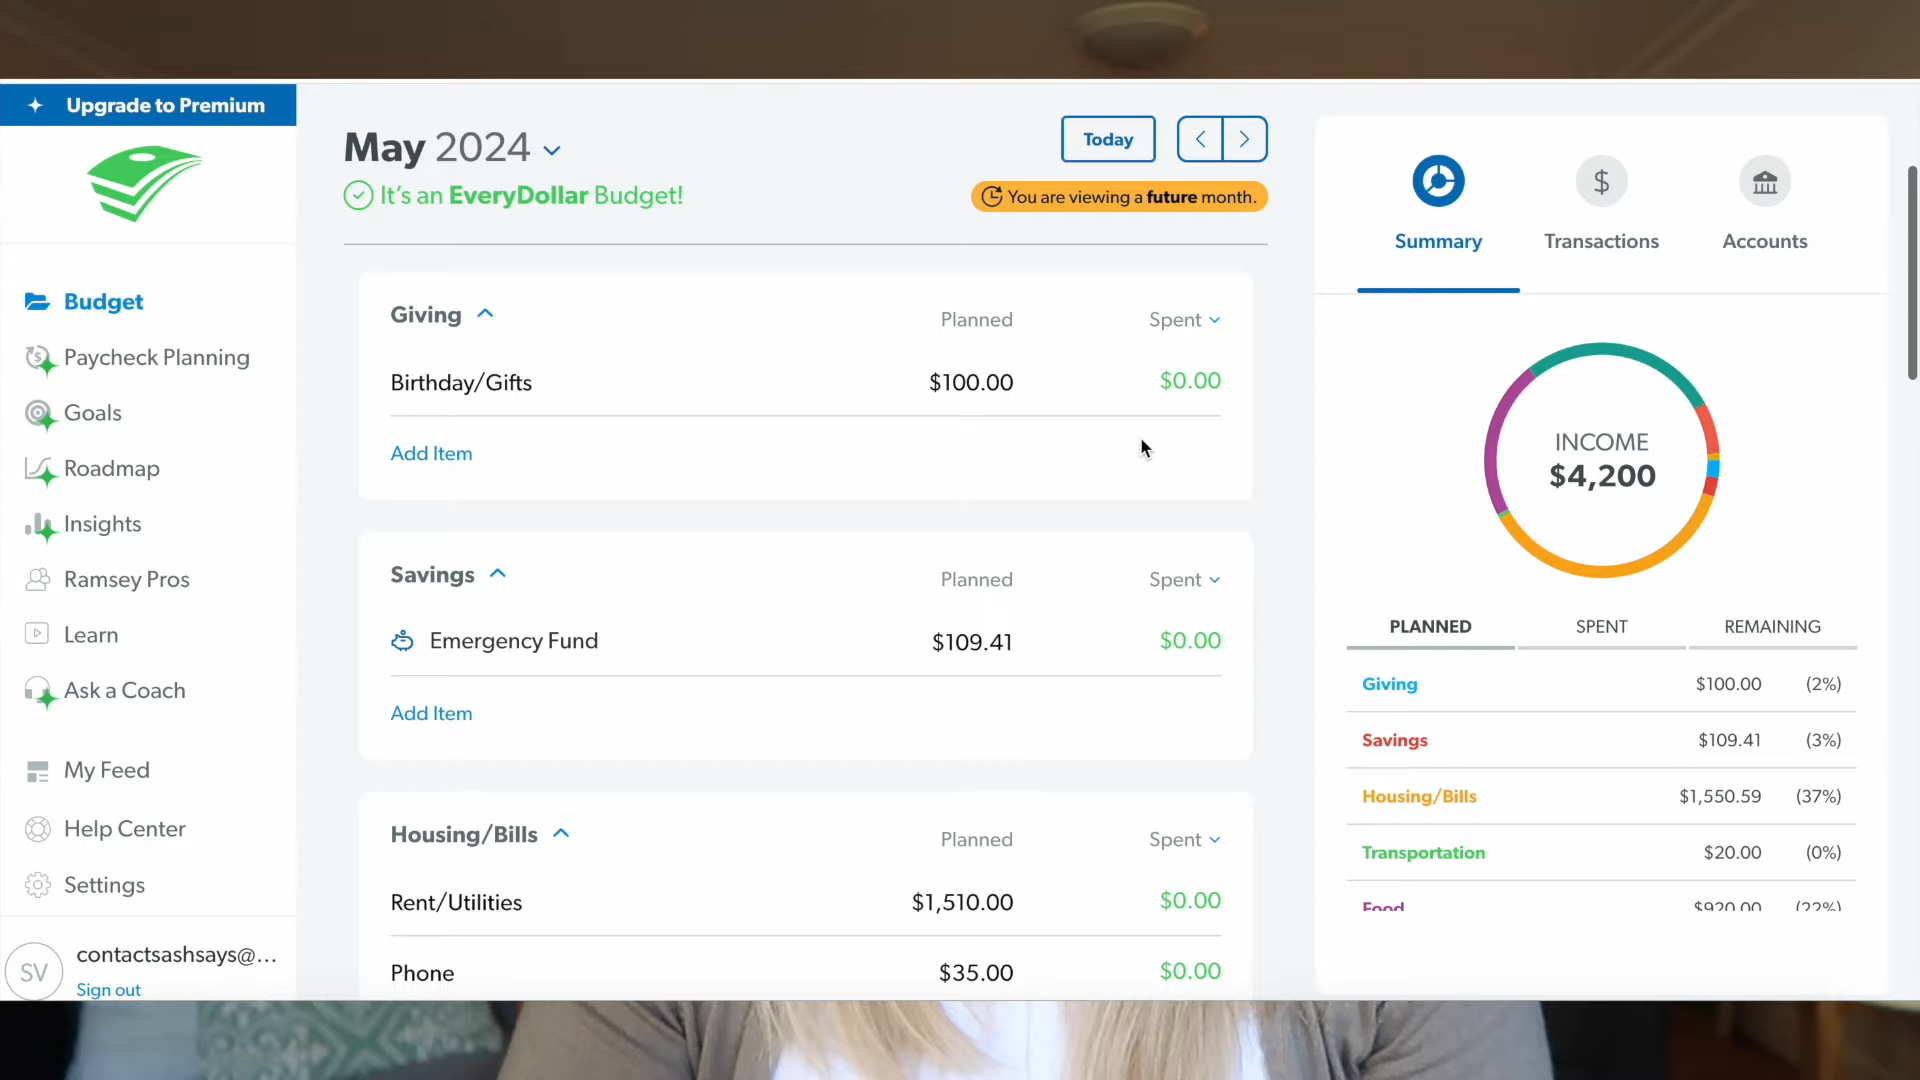 Upgrade to Premium
May 2024
It's an EveryDollar Budget!
Today
You are viewing a future month.
Budget
Paycheck Planning
Goals
Roadmap
Insights
Ramsey Pros
Learn
Ask a Coach
My Feed
Help Center
Settings
SV
contactsashsays@...
Sign out
Giving Planned Spent
Birthday/Gifts $100.00 $0.00
Add Item
Savings Planned Spent
Emergency Fund $109.41 $0.00
Add Item
Housing/Bills Planned Spent
Rent/Utilities $1,510.00 $0.00
Phone $35.00 $0.00
Summary Transactions Accounts
INCOME
$4,200
PLANNED SPENT REMAINING
Giving $100.00 (2%)
Savings $109.41 (3%)
Housing/Bills $1,550.59 (37%)
Transportation $20.00 (0%)
Food $920.00 (22%)